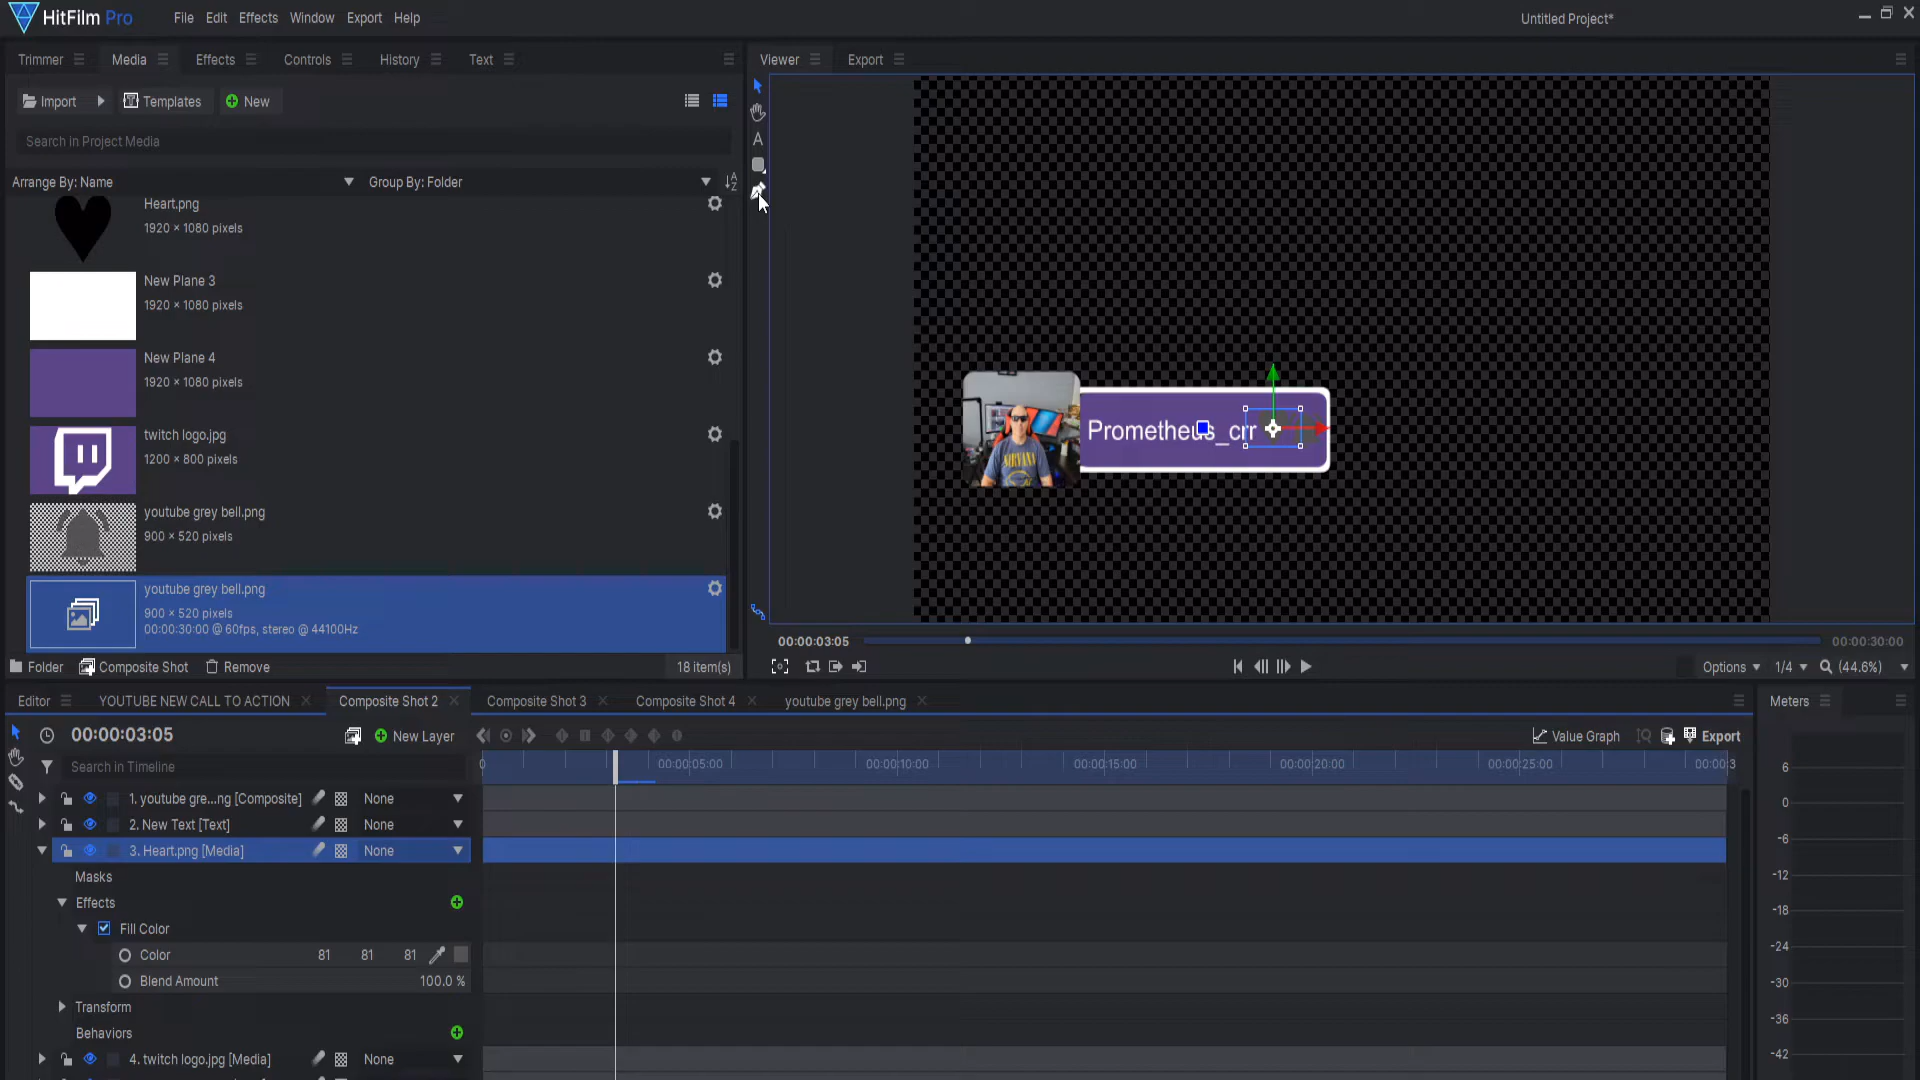 HitFilm Pro
File Edit Effects Window Export Help
Untitled Project*
Trimmer Media Effects Controls History Text
Viewer Export
Import Templates New
Search in Project Media
Arrange By: Name Group By: Folder
Heart.png
1920 × 1080 pixels
New Plane 3
1920 × 1080 pixels
New Plane 4
1920 × 1080 pixels
twitch logo.jpg
1200 × 800 pixels
youtube grey bell.png
900 × 520 pixels
youtube grey bell.png
900 × 520 pixels
00:00:30:00 @ 60fps, stereo @ 44100Hz
Folder Composite Shot Remove 18 item(s)
A
Prometheus_crr
NIRVANA
00:00:03:05 00:00:30:00
Options 1/4 (44.6%)
Editor YOUTUBE NEW CALL TO ACTION Composite Shot 2 Composite Shot 3 Composite Shot 4 youtube grey bell.png
Meters
00:00:03:05 New Layer Value Graph Export
Search in Timeline
0 00:00:05:00 00:00:10:00 00:00:15:00 00:00:20:00 00:00:25:00 00:00:3
1. youtube gre...ng [Composite] None
2. New Text [Text] None
3. Heart.png [Media] None
Masks
Effects
Fill Color
Color 81 81 81
Blend Amount 100.0 %
Transform
Behaviors
4. twitch logo.jpg [Media] None
6
0
-6
-12
-18
-24
-30
-36
-42